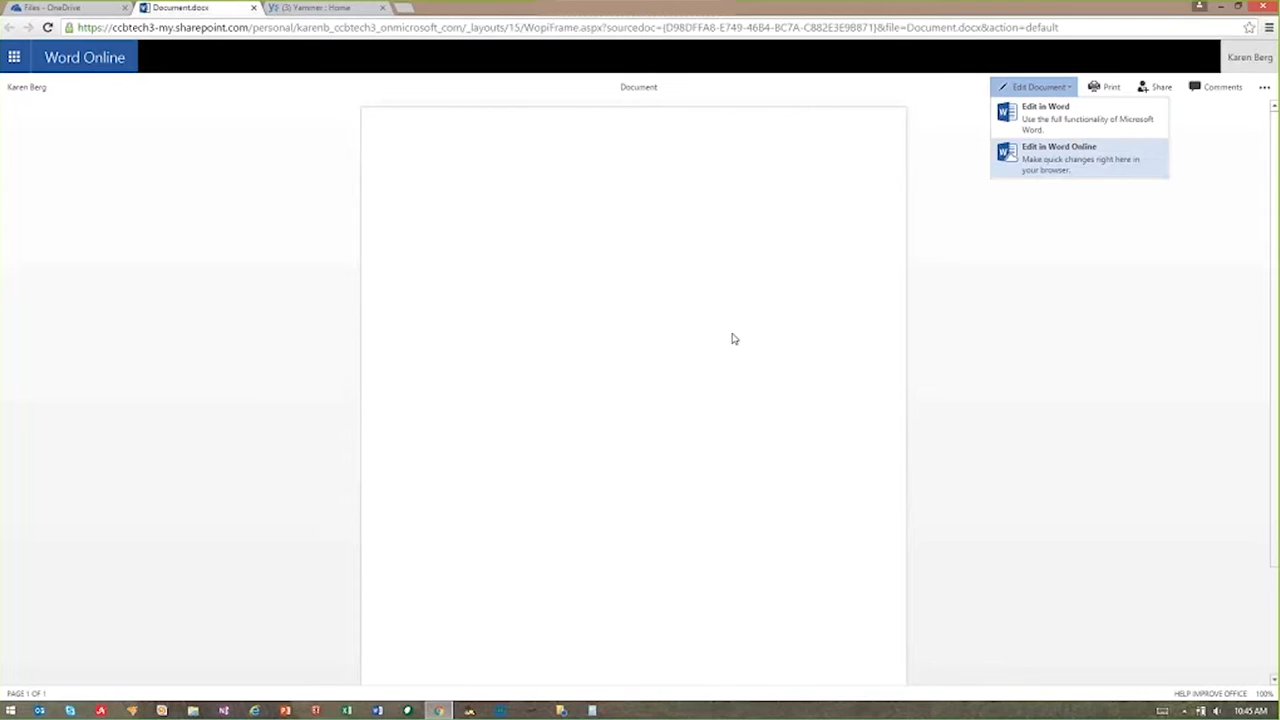 Files - OneDrive
Document.docx
(3) Yammer : Home
https://ccbtech3-my.sharepoint.com/personal/karenb_ccbtech3_onmicrosoft_com/_layouts/15/WopiFrame.aspx?sourcedoc={D98DFFA8-E749-46B4-BC7A-C882E3E9B871}&file=Document.docx&action=default
Word Online
Karen Berg
Karen Berg
Document
Edit Document
Print
Share
Comments
Edit in Word
Use the full functionality of Microsoft
Word.
Edit in Word Online
Make quick changes right here in
your browser.
PAGE 1 OF 1
HELP IMPROVE OFFICE
100%
10:45 AM